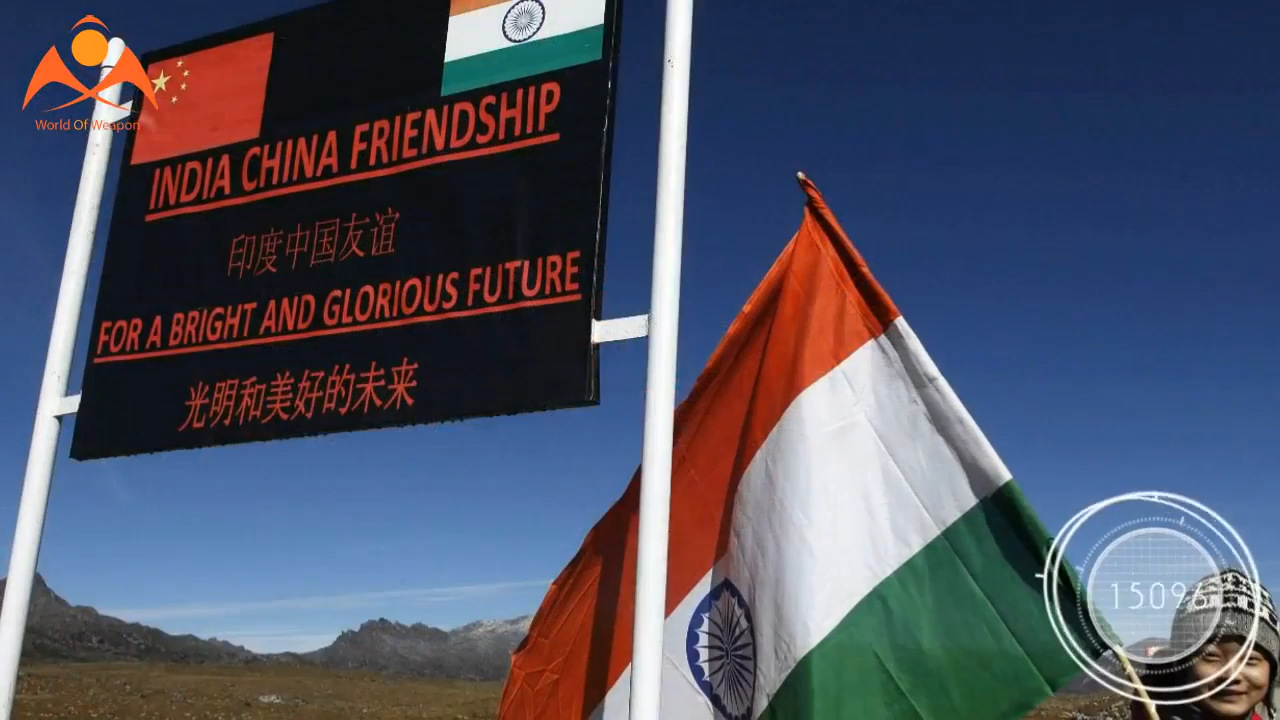 World Of Weapon
INDIA CHINA FRIENDSHIP
印度中国友谊
FOR A BRIGHT AND GLORIOUS FUTURE
光明和美好的未来
15096